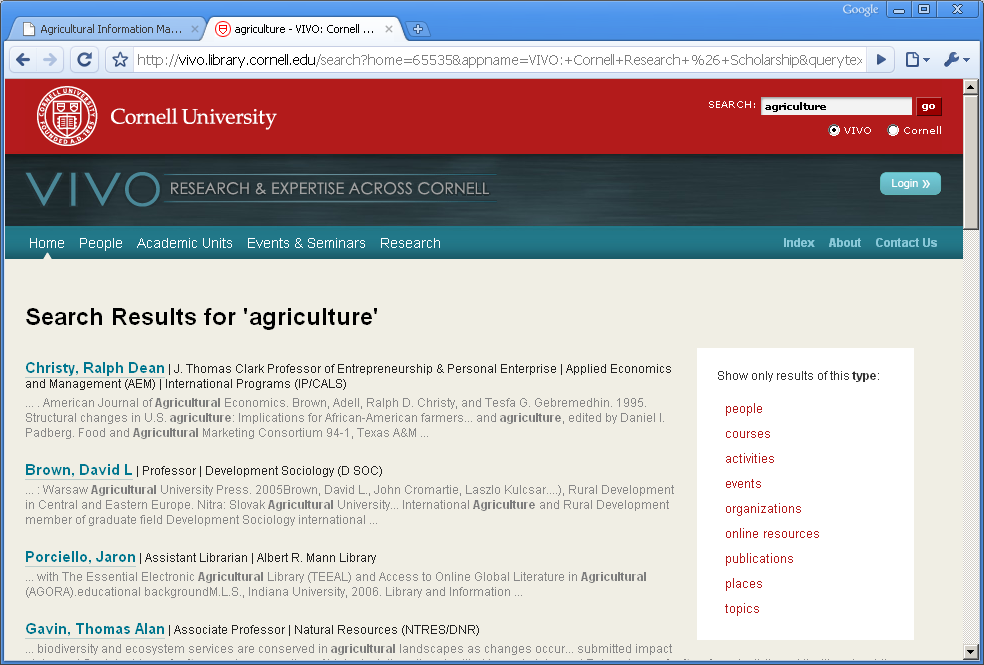 Google
Agricultural Information Ma...
agriculture - VIVO: Cornell ...
http://vivo.library.cornell.edu/search?home=65535&appname=VIVO:+Cornell+Research+%26+Scholarship&querytex
CORNELL UNIVERSITY
FOUNDED A.D. 1865
Cornell University
SEARCH: agriculture go
VIVO Cornell
VIVO RESEARCH & EXPERTISE ACROSS CORNELL
Login »
Home People Academic Units Events & Seminars Research Index About Contact Us
Search Results for 'agriculture'
Christy, Ralph Dean | J. Thomas Clark Professor of Entrepreneurship & Personal Enterprise | Applied Economics
and Management (AEM) | International Programs (IP/CALS)
... . American Journal of Agricultural Economics. Brown, Adell, Ralph D. Christy, and Tesfa G. Gebremedhin. 1995.
Structural changes in U.S. agriculture: Implications for African-American farmers... and agriculture, edited by Daniel I.
Padberg. Food and Agricultural Marketing Consortium 94-1, Texas A&M ...
Brown, David L | Professor | Development Sociology (D SOC)
... : Warsaw Agricultural University Press. 2005Brown, David L., John Cromartie, Laszlo Kulcsar....), Rural Development
in Central and Eastern Europe. Nitra: Slovak Agricultural University... International Agriculture and Rural Development
member of graduate field Development Sociology international ...
Porciello, Jaron | Assistant Librarian | Albert R. Mann Library
... with The Essential Electronic Agricultural Library (TEEAL) and Access to Online Global Literature in Agricultural
(AGORA).educational backgroundM.L.S., Indiana University, 2006. Library and Information ...
Gavin, Thomas Alan | Associate Professor | Natural Resources (NTRES/DNR)
... biodiversity and ecosystem services are conserved in agricultural landscapes as changes occur... submitted impact
Show only results of this type:
people
courses
activities
events
organizations
online resources
publications
places
topics